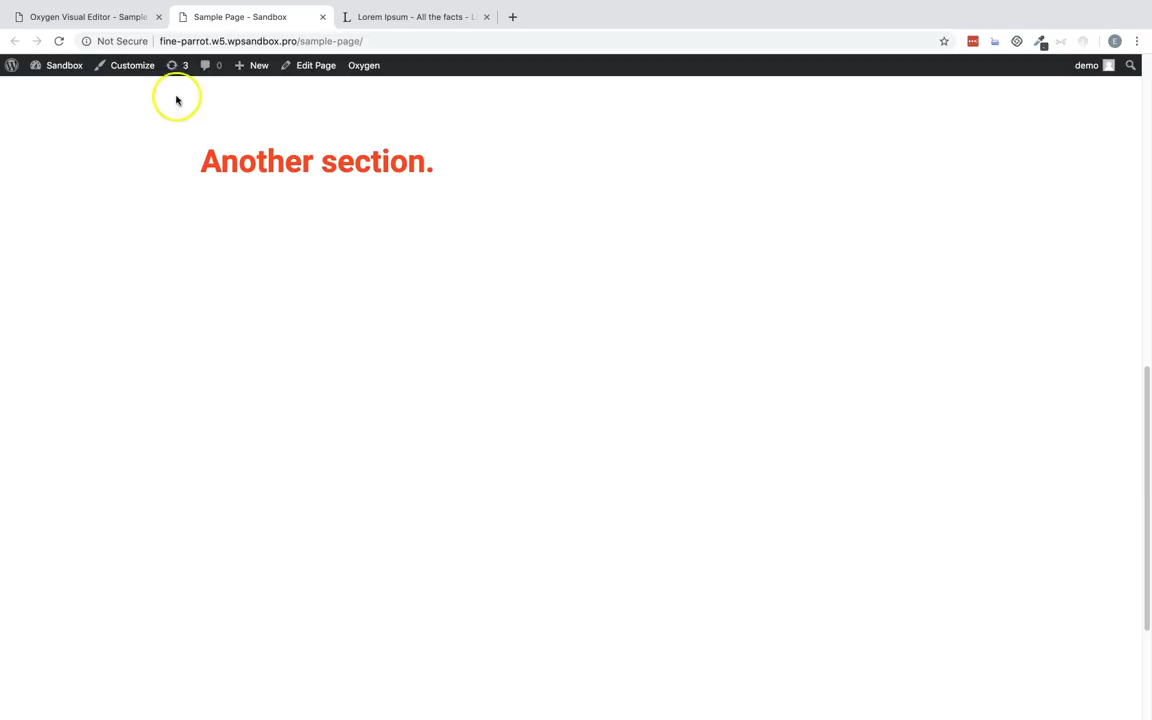 Oxygen Visual Editor - Sample
Sample Page - Sandbox
Lorem Ipsum - All the facts - L
Not Secure
fine-parrot.w5.wpsandbox.pro/sample-page/
E
Sandbox
Customize
3
0
New
Edit Page
Oxygen
demo
Another section.